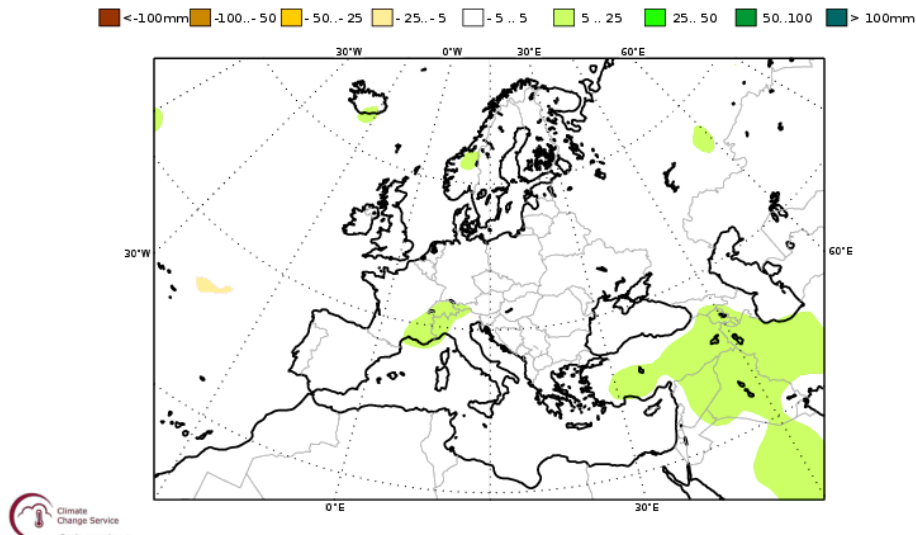 <-100mm -100..- 50 - 50..- 25 - 25..- 5 - 5 .. 5 5 .. 25 25.. 50 50..100 > 100mm
30°W 0°W 30°E 60°E
30°W
60°E
0°E 30°E
Climate
Change Service